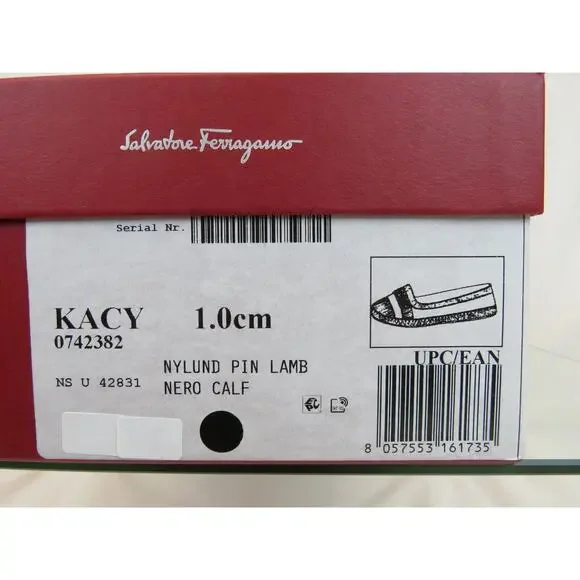 Salvatore Ferragamo
Serial Nr.
KACY 1.0cm
0742382
UPC/EAN
NYLUND PIN LAMB
NS U 42831
NERO CALF
8 057553 161735